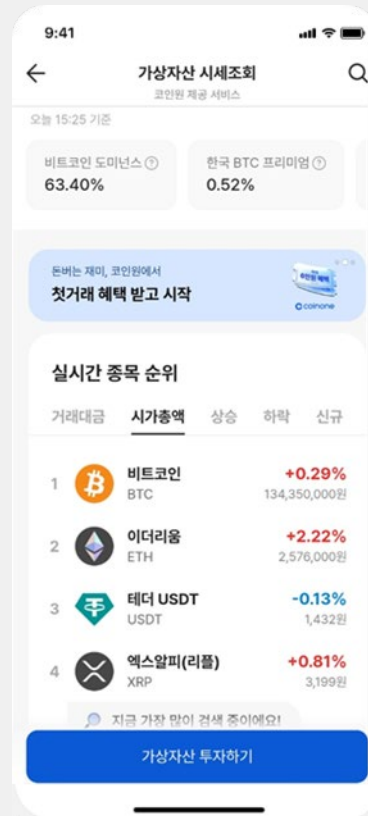 9:41
가상자산 시세조회
코인원 제공 서비스
오늘 15:25 기준
비트코인 도미넌스 ?
63.40%
한국 BTC 프리미엄 ?
0.52%
돈버는 재미, 코인원에서
첫거래 혜택 받고 시작
coinone
실시간 종목 순위
거래대금 시가총액 상승 하락 신규
1 비트코인 +0.29%
BTC 134,350,000원
2 이더리움 +2.22%
ETH 2,576,000원
3 테더 USDT -0.13%
USDT 1,432원
4 엑스알피(리플) +0.81%
XRP 3,199원
지금 가장 많이 검색 중이에요!
가상자산 투자하기